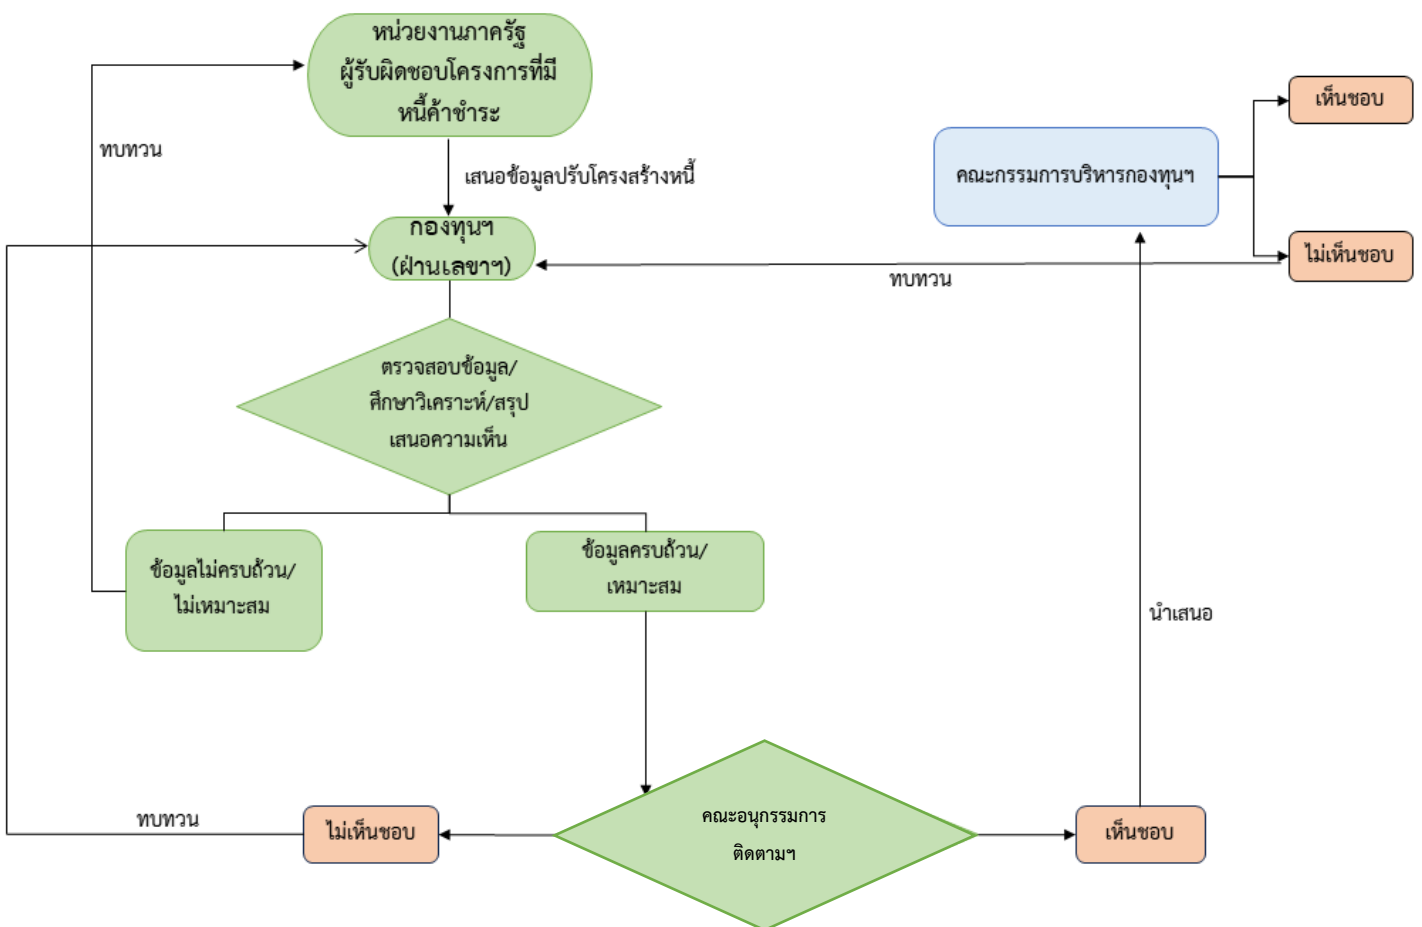 หน่วยงานภาครัฐ
ผู้รับผิดชอบโครงการที่มี
หนี้ค้าชำระ
ทบทวน
เสนอข้อมูลปรับโครงสร้างหนี้
กองทุนฯ
(ฝ่านเลขาฯ)
คณะกรรมการบริหารกองทุนฯ
เห็นชอบ
ไม่เห็นชอบ
ทบทวน
ตรวจสอบข้อมูล/
ศึกษาวิเคราะห์/สรุป
เสนอความเห็น
ข้อมูลไม่ครบถ้วน/
ไม่เหมาะสม
ข้อมูลครบถ้วน/
เหมาะสม
นำเสนอ
ทบทวน
ไม่เห็นชอบ
คณะอนุกรรมการ
ติดตามฯ
เห็นชอบ